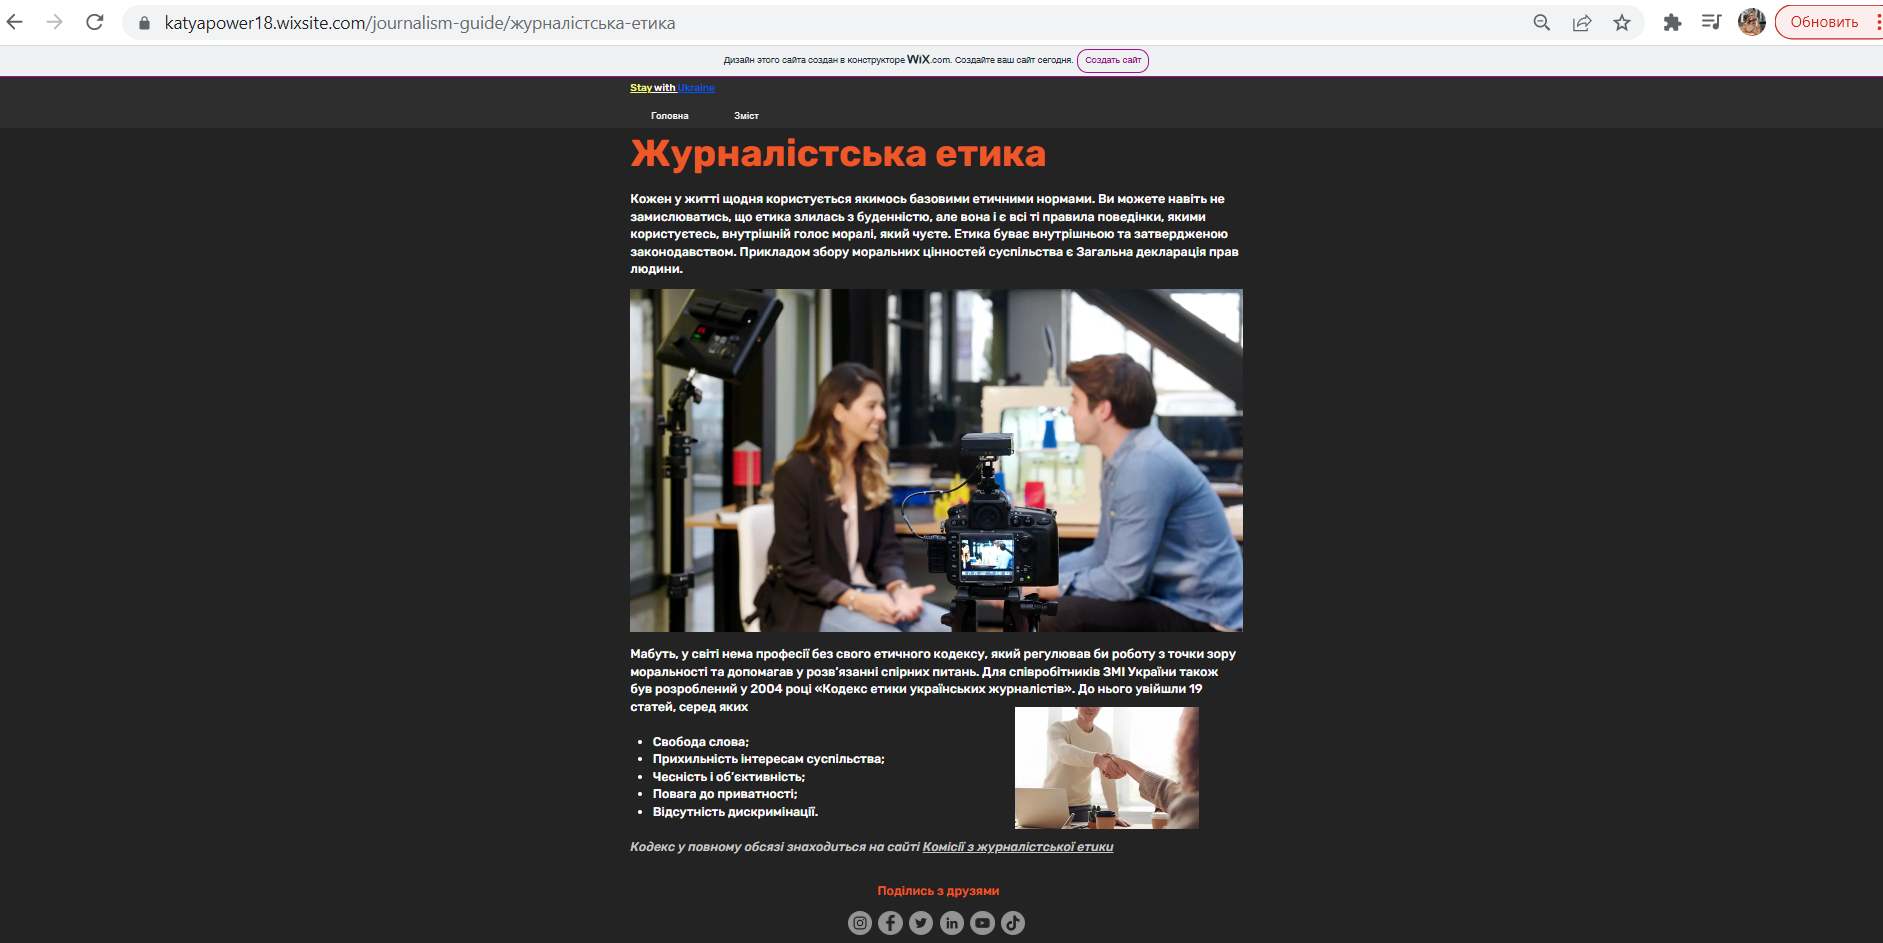 katyapower18.wixsite.com/journalism-guide/журналістська-етика
Обновить
Дизайн этого сайта создан в конструкторе WiX.com. Создайте ваш сайт сегодня. Создать сайт
Stay with Ukraine
Головна Зміст
Журналістська етика
Кожен у житті щодня користується якимось базовими етичними нормами. Ви можете навіть не
замислюватись, що етика злилась з буденністю, але вона і є всі ті правила поведінки, якими
користуєтесь, внутрішній голос моралі, який чуєте. Етика буває внутрішньою та затвердженою
законодавством. Прикладом збору моральних цінностей суспільства є Загальна декларація прав
людини.
Мабуть, у світі нема професії без свого етичного кодексу, який регулював би роботу з точки зору
моральності та допомагав у розв'язанні спірних питань. Для співробітників ЗМІ України також
був розроблений у 2004 році «Кодекс етики українських журналістів». До нього увійшли 19
статей, серед яких
• Свобода слова;
• Прихильність інтересам суспільства;
• Чесність і об'єктивність;
• Повага до приватності;
• Відсутність дискримінації.
Кодекс у повному обсязі знаходиться на сайті Комісії з журналістської етики
Поділись з друзями